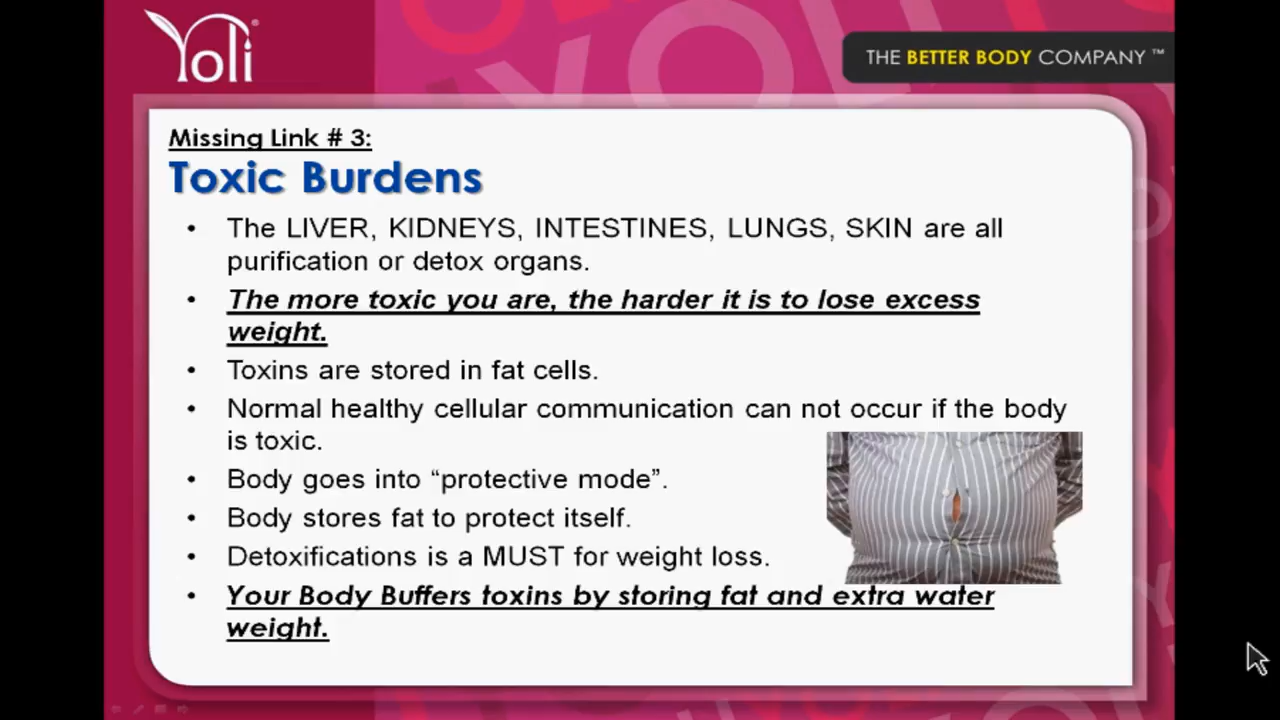 Yoli®
THE BETTER BODY COMPANY ™
Missing Link # 3:
Toxic Burdens
• The LIVER, KIDNEYS, INTESTINES, LUNGS, SKIN are all
purification or detox organs.
• The more toxic you are, the harder it is to lose excess
weight.
• Toxins are stored in fat cells.
• Normal healthy cellular communication can not occur if the body
is toxic.
• Body goes into “protective mode”.
• Body stores fat to protect itself.
• Detoxifications is a MUST for weight loss.
• Your Body Buffers toxins by storing fat and extra water
weight.